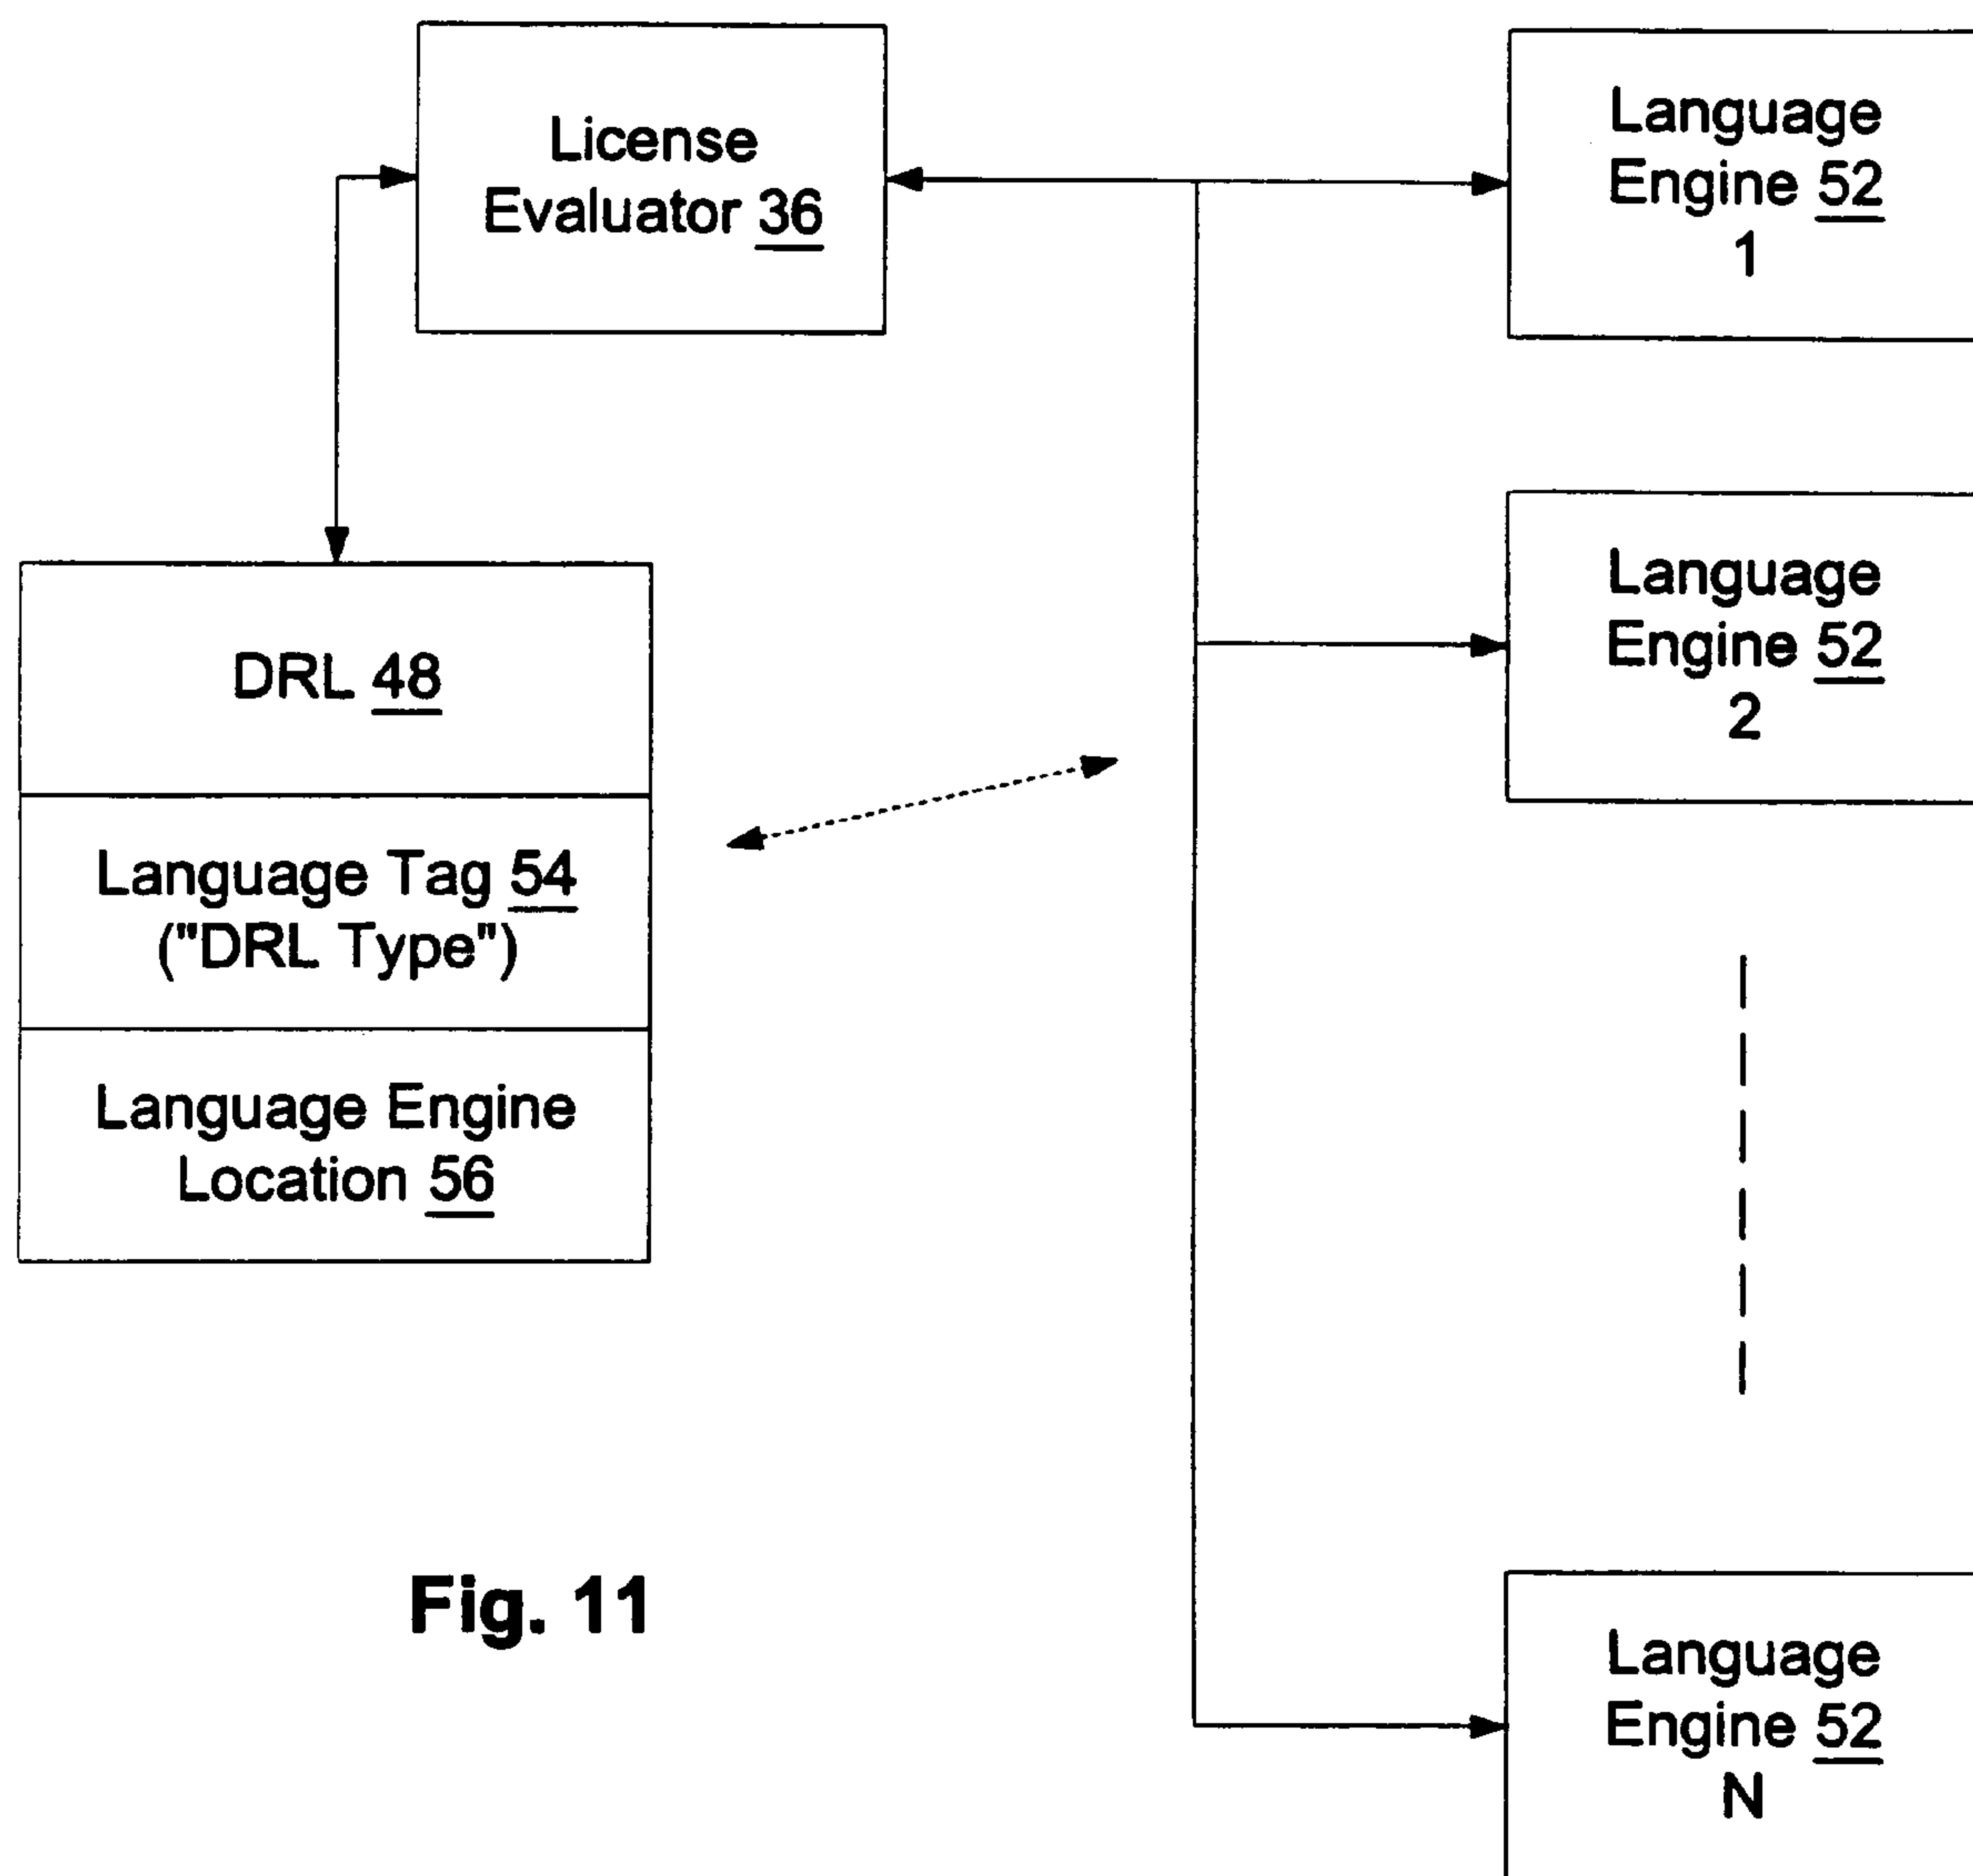 License
Evaluator 36
Language
Engine 52
1
Language
Engine 52
2
DRL 48
Language Tag 54
("DRL Type")
Language Engine
Location 56
Fig. 11
Language
Engine 52
N